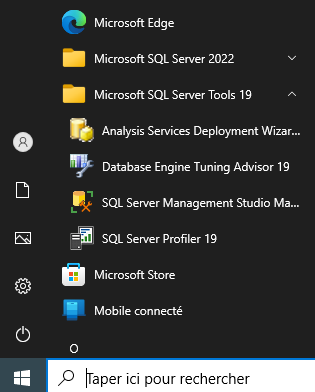 Microsoft Edge
Microsoft SQL Server 2022
Microsoft SQL Server Tools 19
Analysis Services Deployment Wizar...
Database Engine Tuning Advisor 19
SQL Server Management Studio Ma...
SQL Server Profiler 19
Microsoft Store
Mobile connecté
O
Taper ici pour rechercher